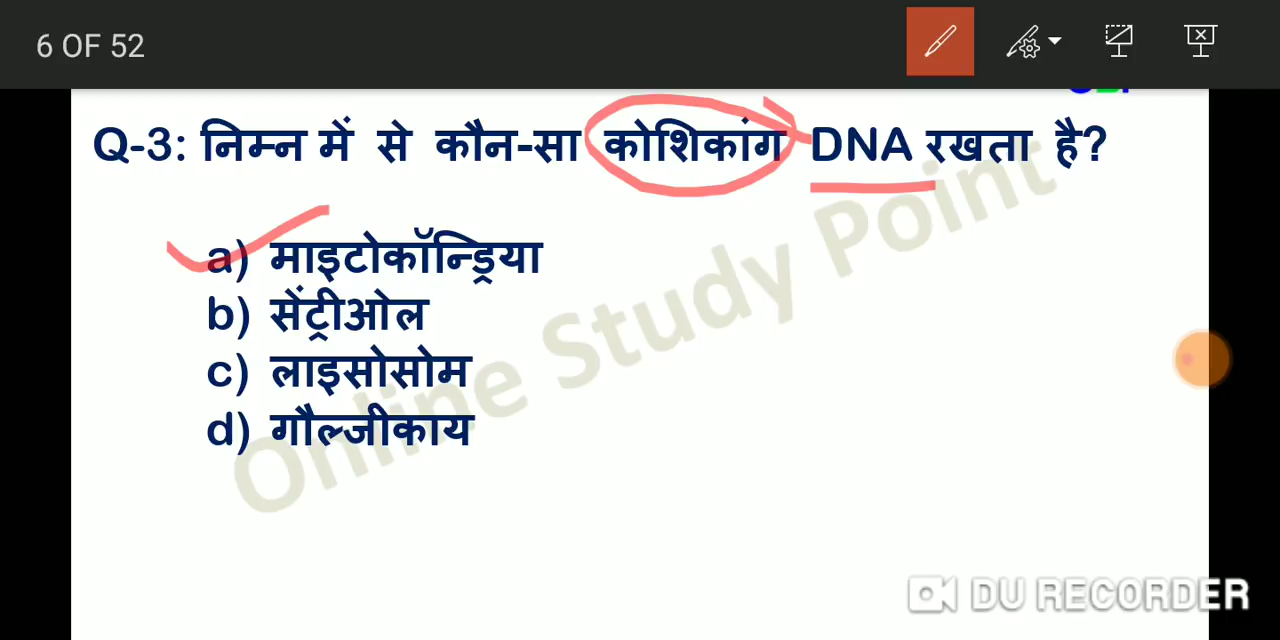 6 OF 52
Q-3: निम्न में से कौन-सा कोशिकांग DNA रखता है?
a) माइटोकॉन्ड्रिया
b) सेंट्रीओल
c) लाइसोसोम
d) गौल्जीकाय
Online Study Point
DU RECORDER